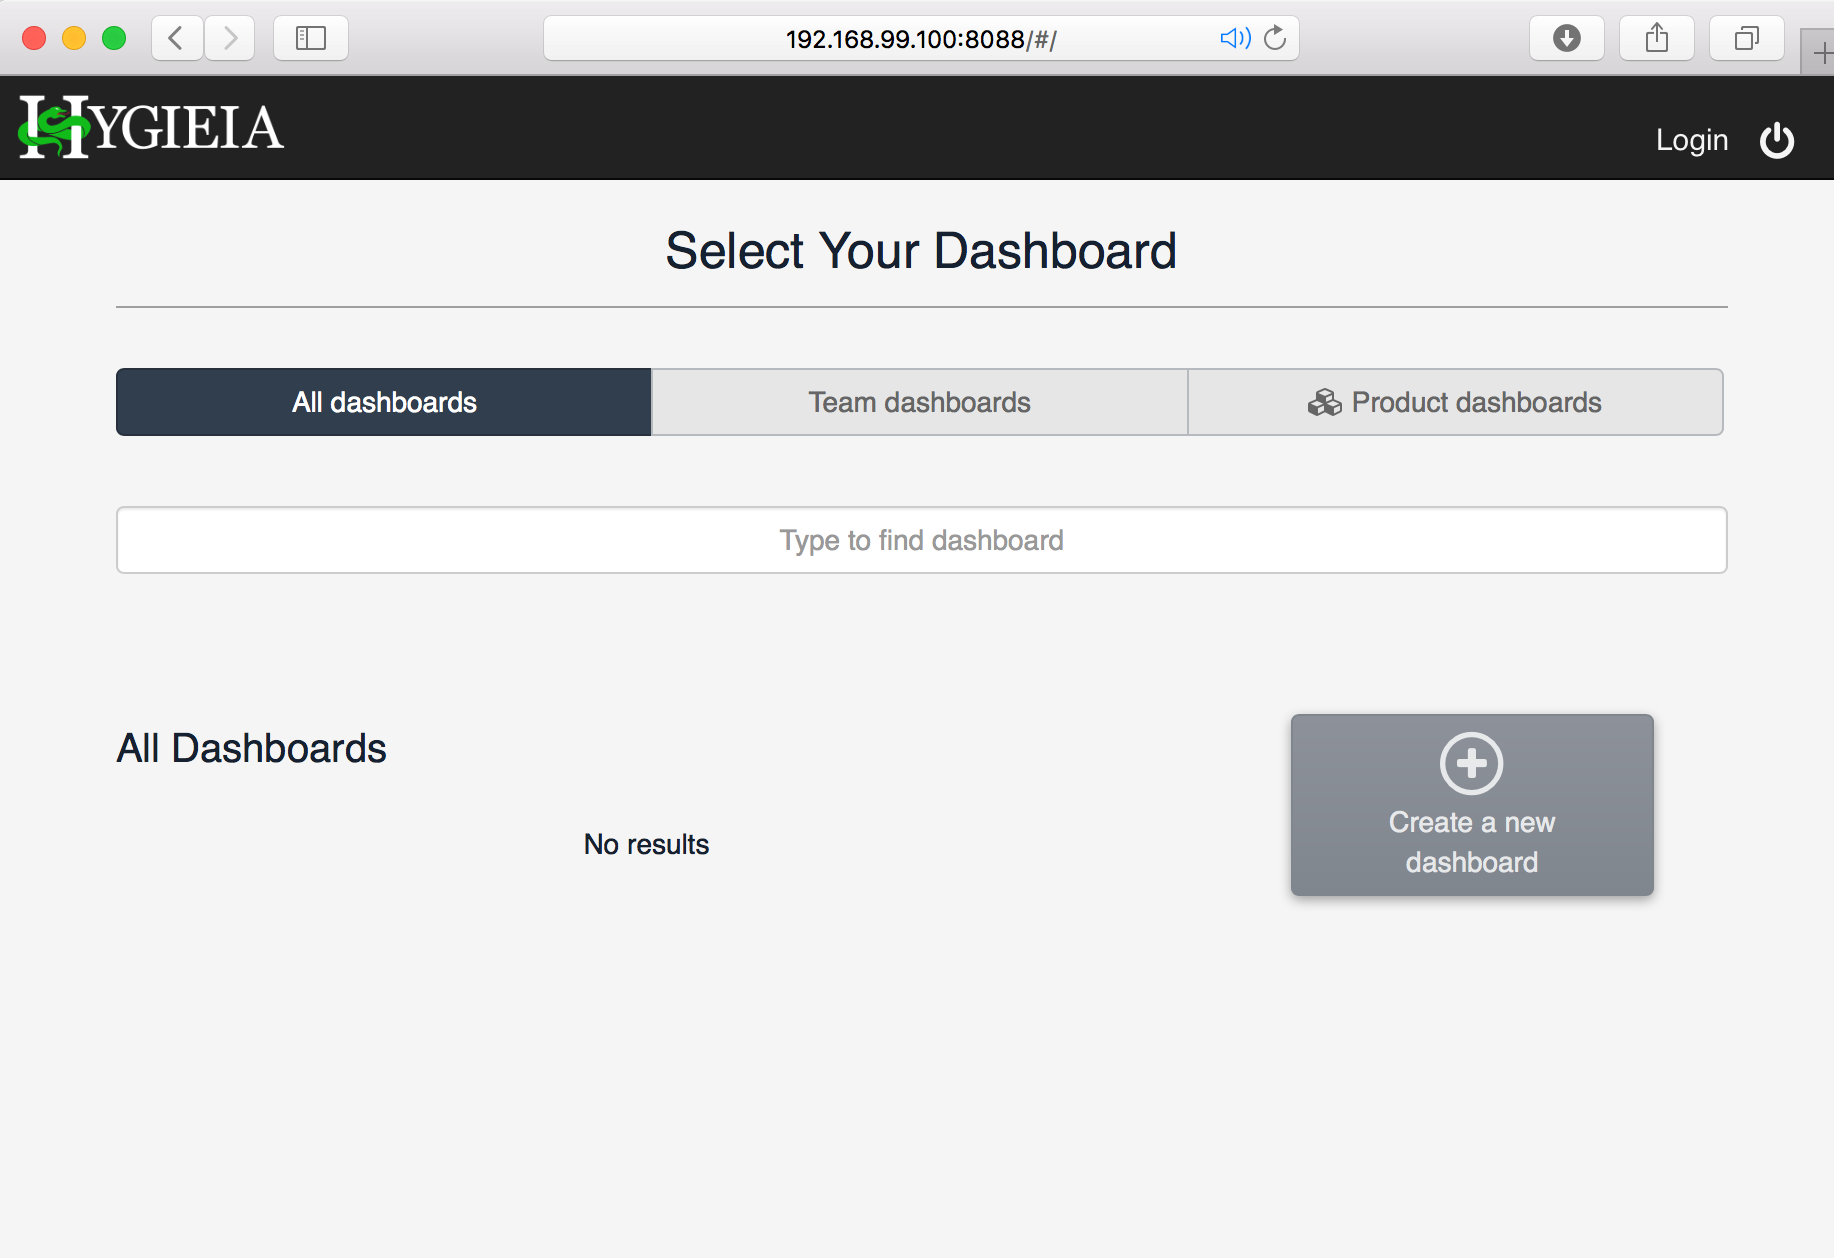 192.168.99.100:8088/#/
HYGIEIA
Login
Select Your Dashboard
All dashboards
Team dashboards
Product dashboards
Type to find dashboard
All Dashboards
No results
Create a new
dashboard